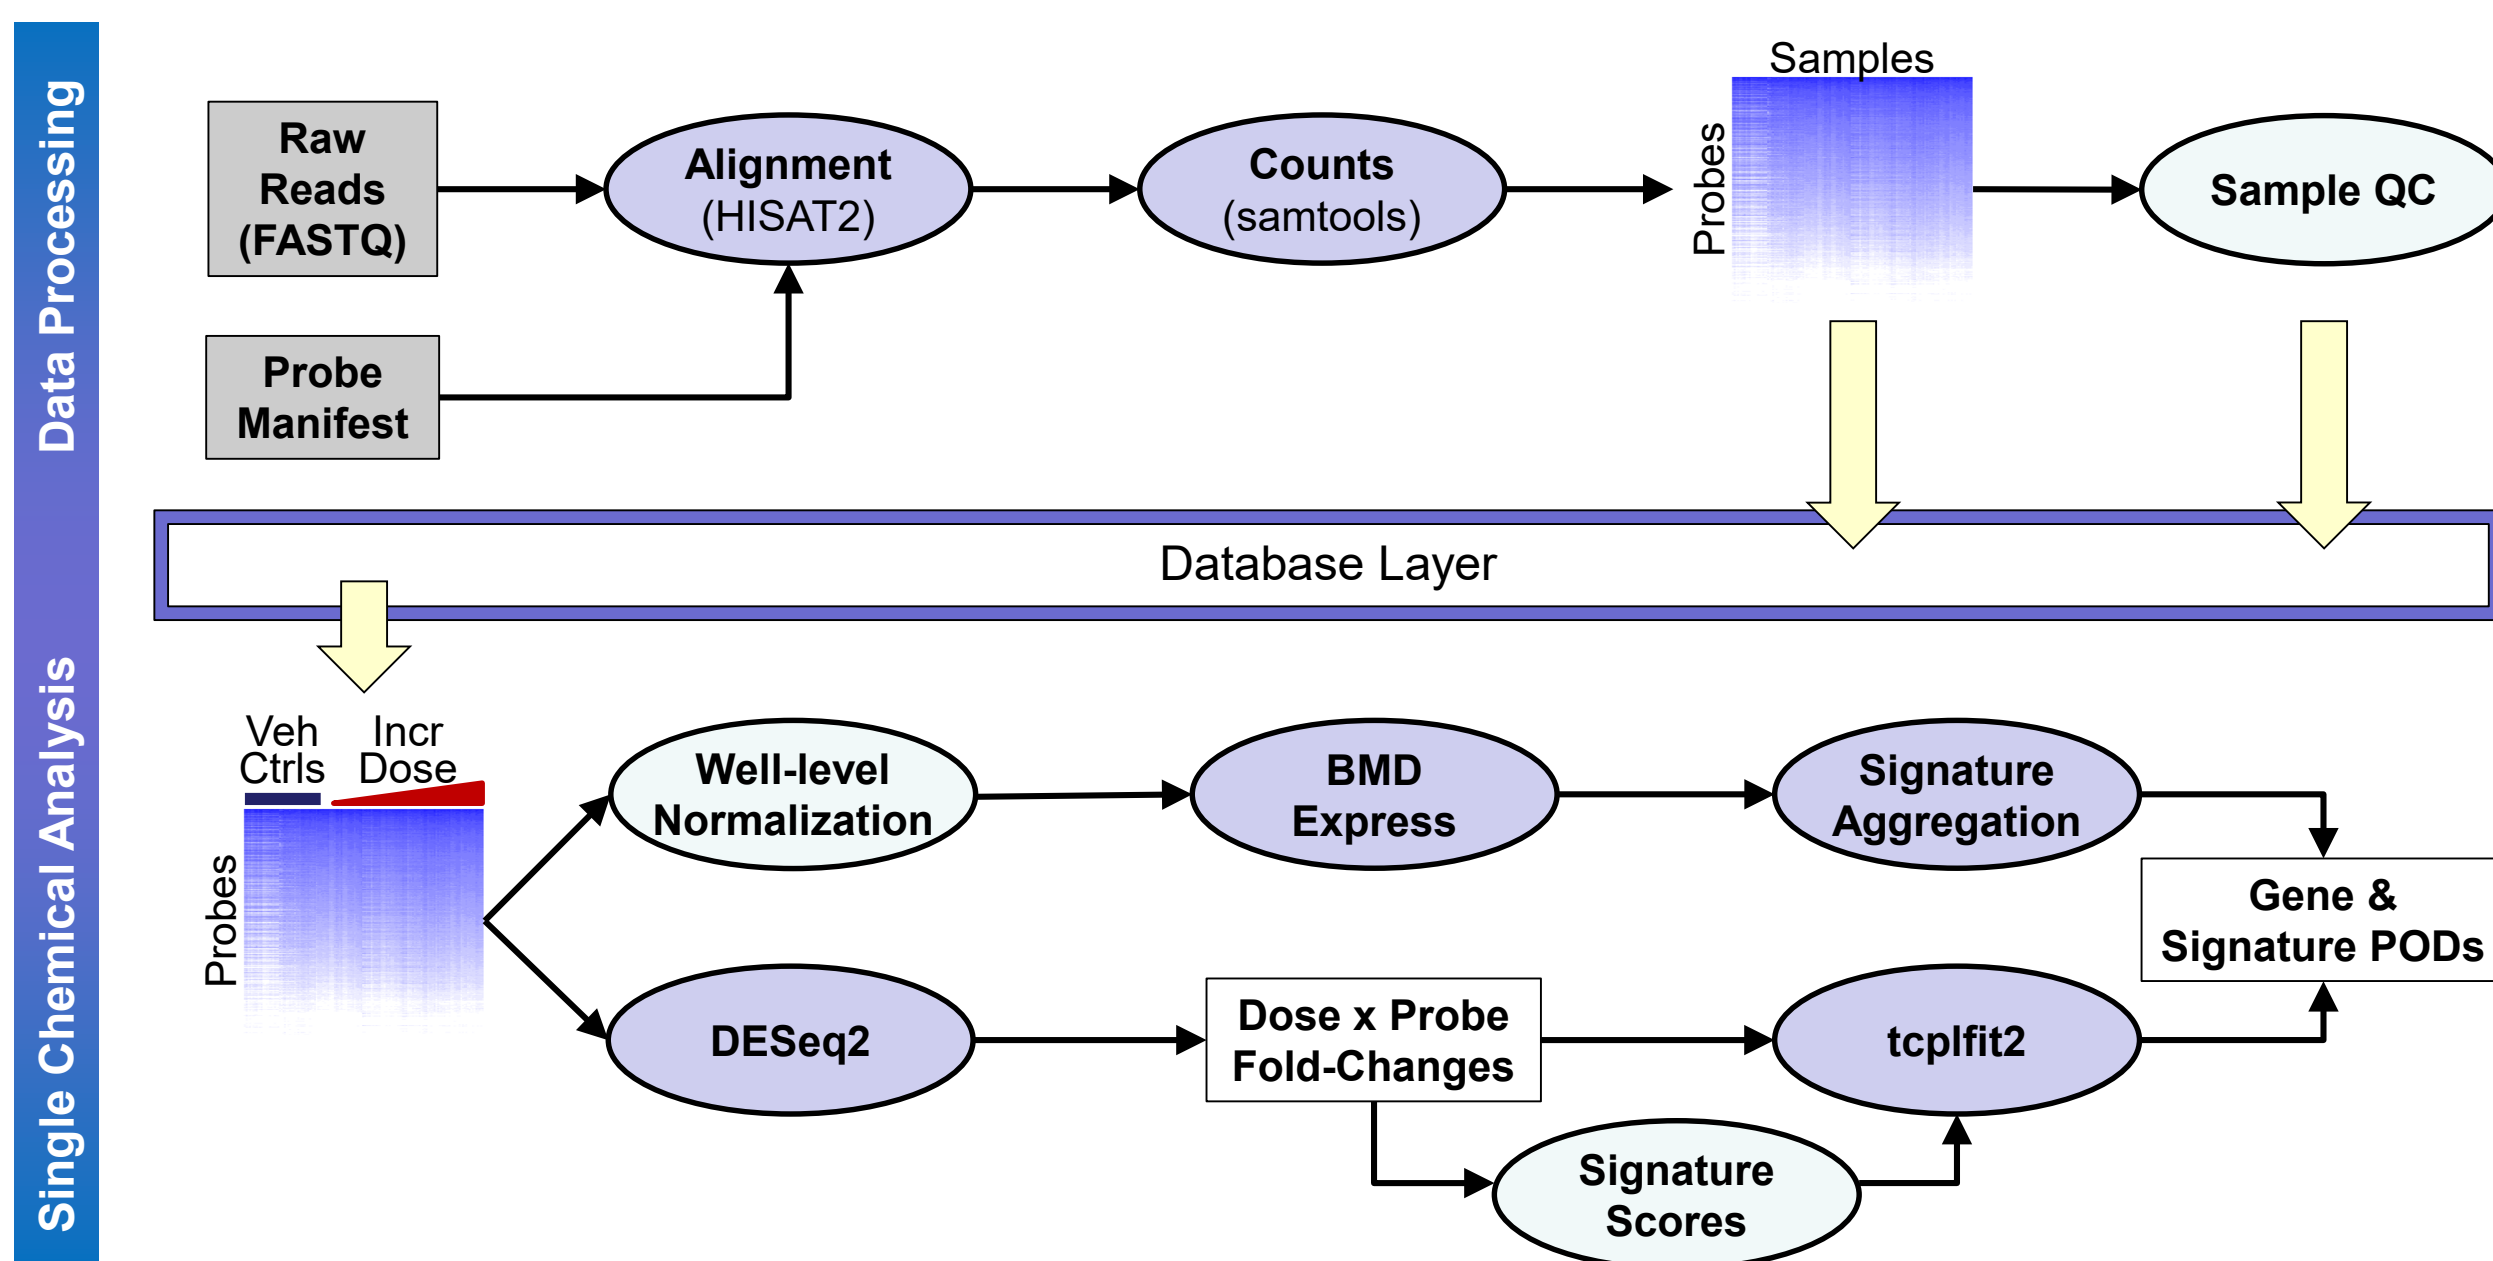 Data Processing
Raw
Reads
(FASTQ)
Alignment
(HISAT2)
Counts
(samtools)
Samples
Probes
Sample QC
Probe
Manifest
Database Layer
Single Chemical Analysis
Veh
Ctrls
Incr
Dose
Probes
Well-level
Normalization
BMD
Express
Signature
Aggregation
Gene &
Signature PODs
DESeq2
Dose x Probe
Fold-Changes
tcplfit2
Signature
Scores